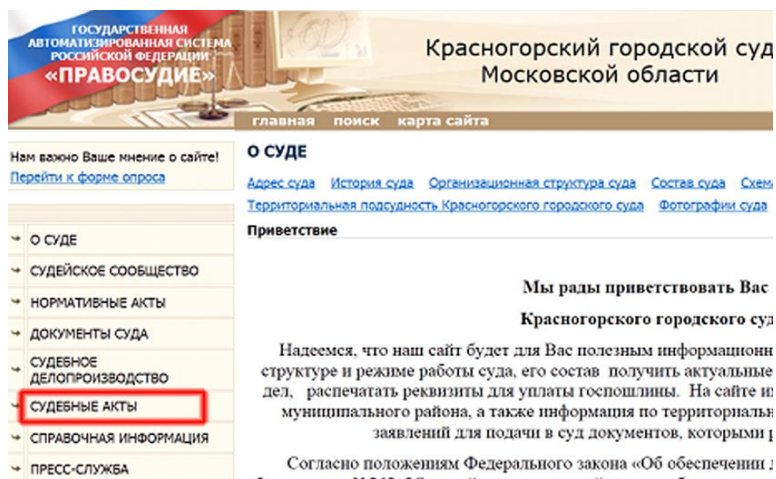 ГОСУДАРСТВЕННАЯ
АВТОМАТИЗИРОВАННАЯ СИСТЕМА
РОССИЙСКОЙ ФЕДЕРАЦИИ
«ПРАВОСУДИЕ»
Красногорский городской суд
Московской области
главная поиск карта сайта
Нам важно Ваше мнение о сайте!
Перейти к форме опроса
О СУДЕ
СУДЕЙСКОЕ СООБЩЕСТВО
НОРМАТИВНЫЕ АКТЫ
ДОКУМЕНТЫ СУДА
СУДЕБНОЕ
ДЕЛОПРОИЗВОДСТВО
СУДЕБНЫЕ АКТЫ
СПРАВОЧНАЯ ИНФОРМАЦИЯ
ПРЕСС-СЛУЖБА
О СУДЕ
Адрес суда История суда Организационная структура суда Состав суда Схема
Территориальная подсудность Красногорского городского суда Фотографии суда
Приветствие
Мы рады приветствовать Вас
Красногорского городского суд
Надеемся, что наш сайт будет для Вас полезным информационн
структуре и режиме работы суда, его состав получить актуальные
дел, распечатать реквизиты для уплаты госпошлины. На сайте им
муниципального района, а также информация по территориальн
заявлений для подачи в суд документов, которыми р
Согласно положениям Федерального закона «Об обеспечении д